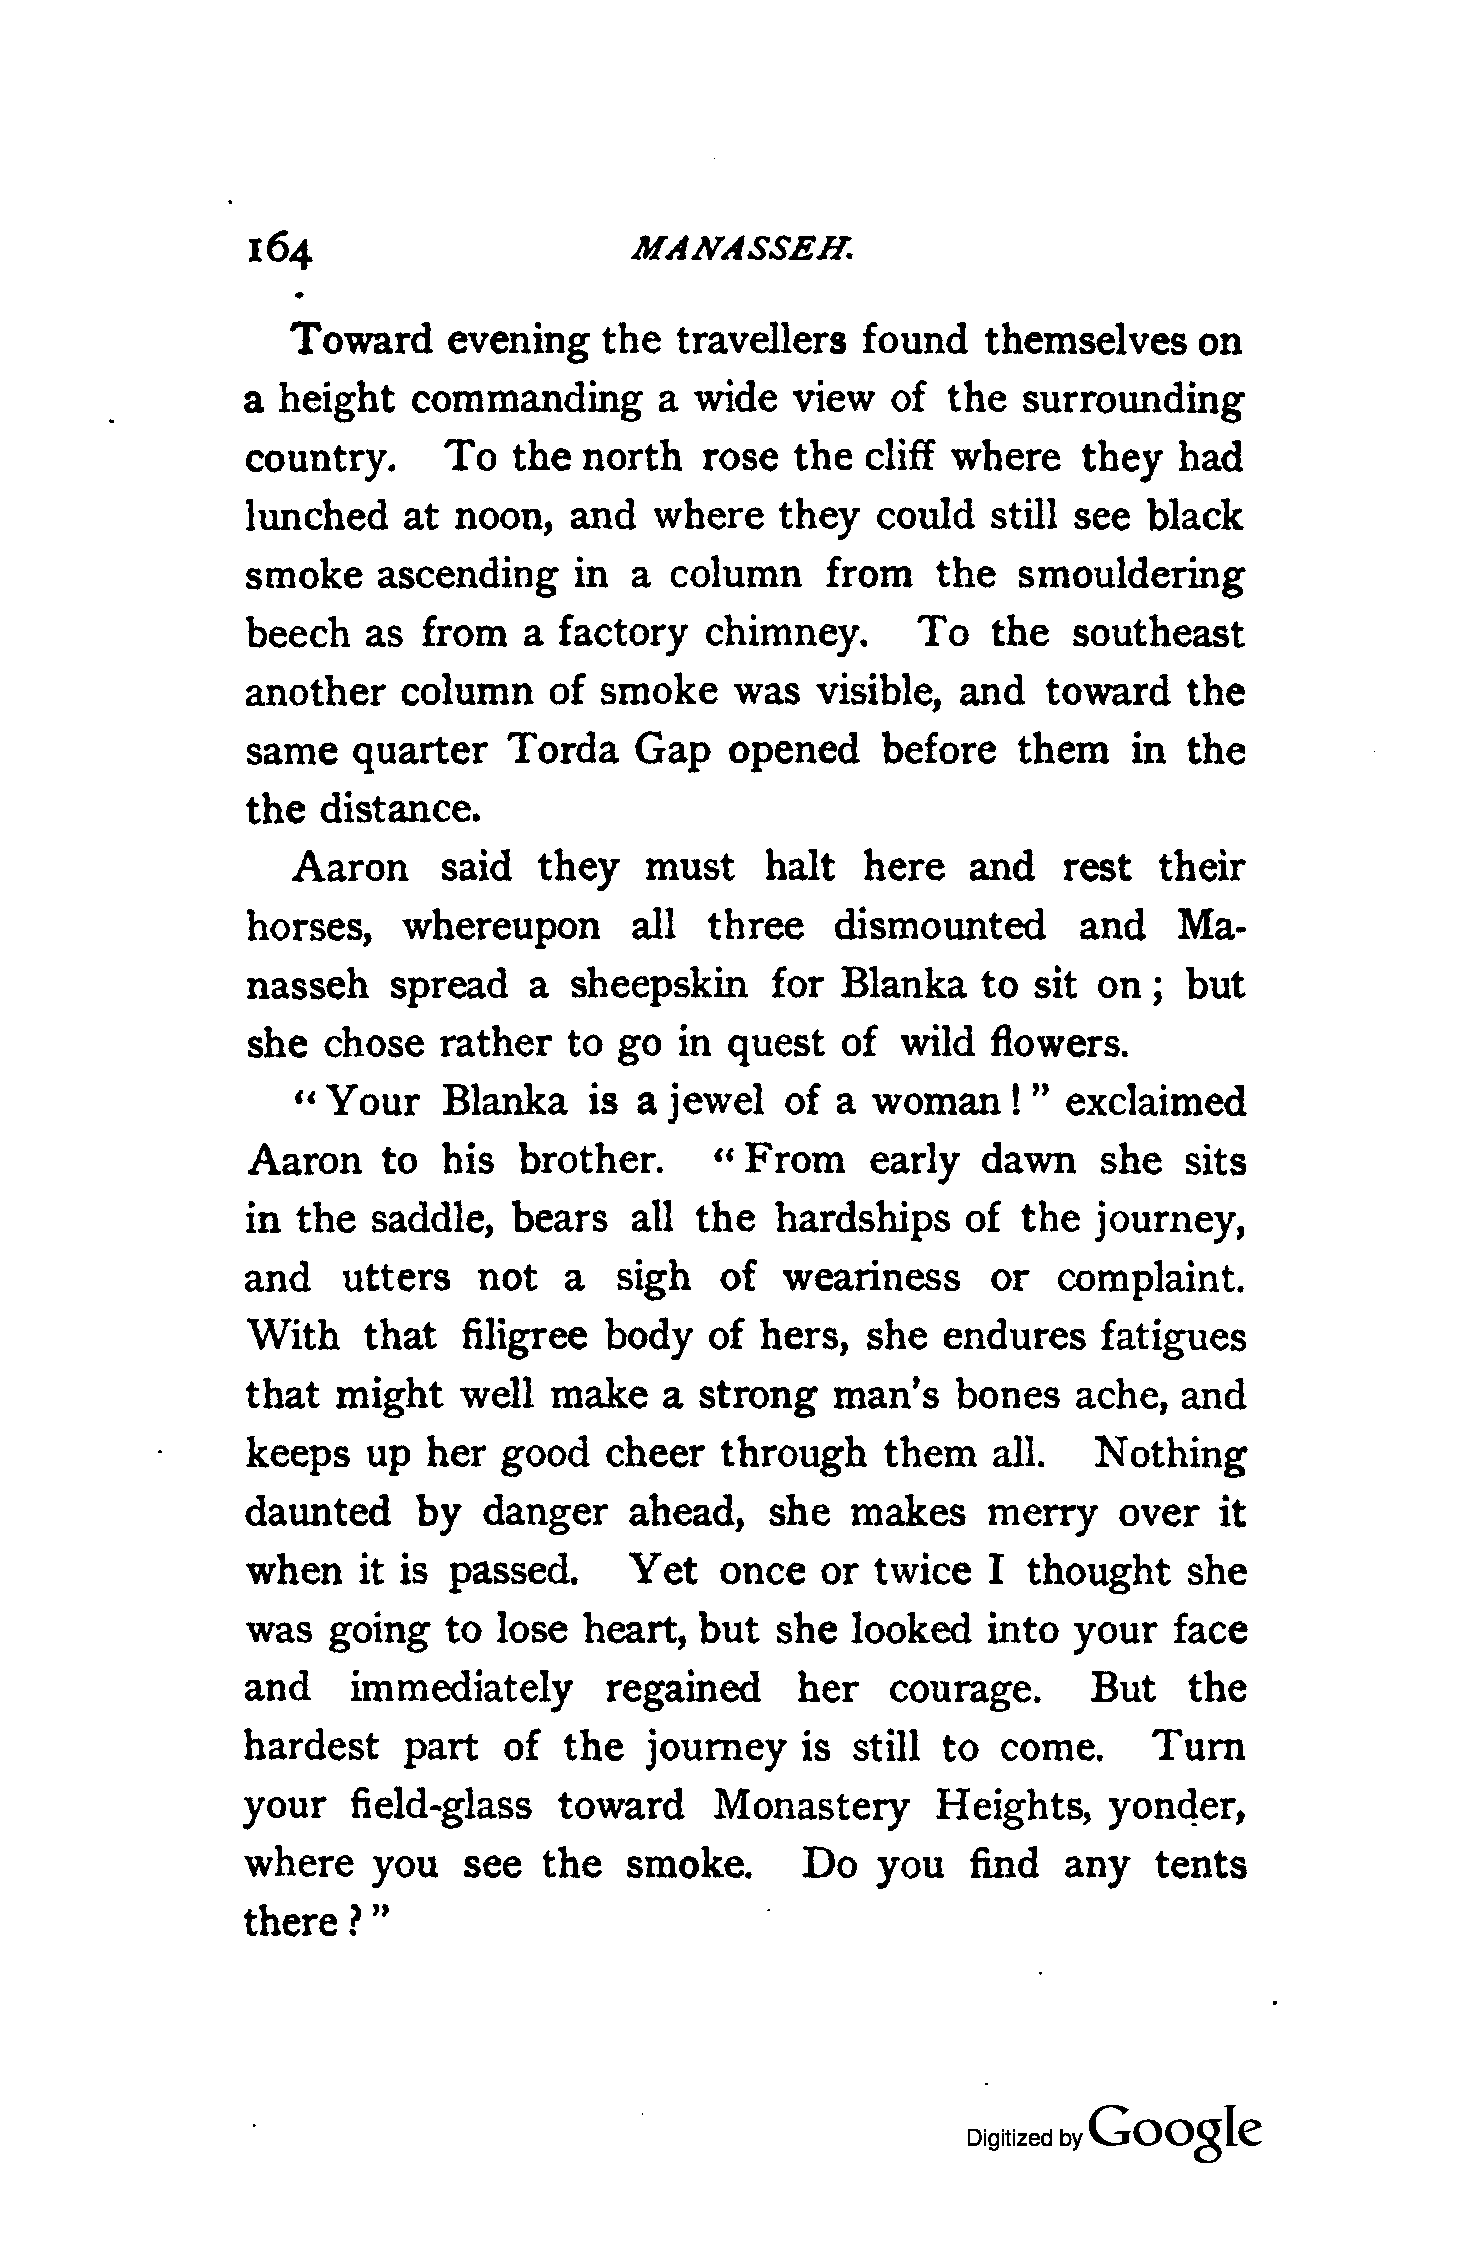 164
MANASSEH.
Toward evening the travellers found themselves on
a height commanding a wide view of the surrounding
country. To the north rose the cliff where they had
lunched at noon, and where they could still see black
smoke ascending in a column from the smouldering
beech as from a factory chimney. To the southeast
another column of smoke was visible, and toward the
same quarter Torda Gap opened before them in the
the distance.
Aaron said they must halt here and rest their
horses, whereupon all three dismounted and Ma-
nasseh spread a sheepskin for Blanka to sit on; but
she chose rather to go in quest of wild flowers.
"Your Blanka is a jewel of a woman!" exclaimed
Aaron to his brother. "From early dawn she sits
in the saddle, bears all the hardships of the journey,
and utters not a sigh of weariness or complaint.
With that filigree body of hers, she endures fatigues
that might well make a strong man's bones ache, and
keeps up her good cheer through them all. Nothing
daunted by danger ahead, she makes merry over it
when it is passed. Yet once or twice I thought she
was going to lose heart, but she looked into your face
and immediately regained her courage. But the
hardest part of the journey is still to come. Turn
your field-glass toward Monastery Heights, yonder,
where you see the smoke. Do you find any tents
there?"
Digitized by Google